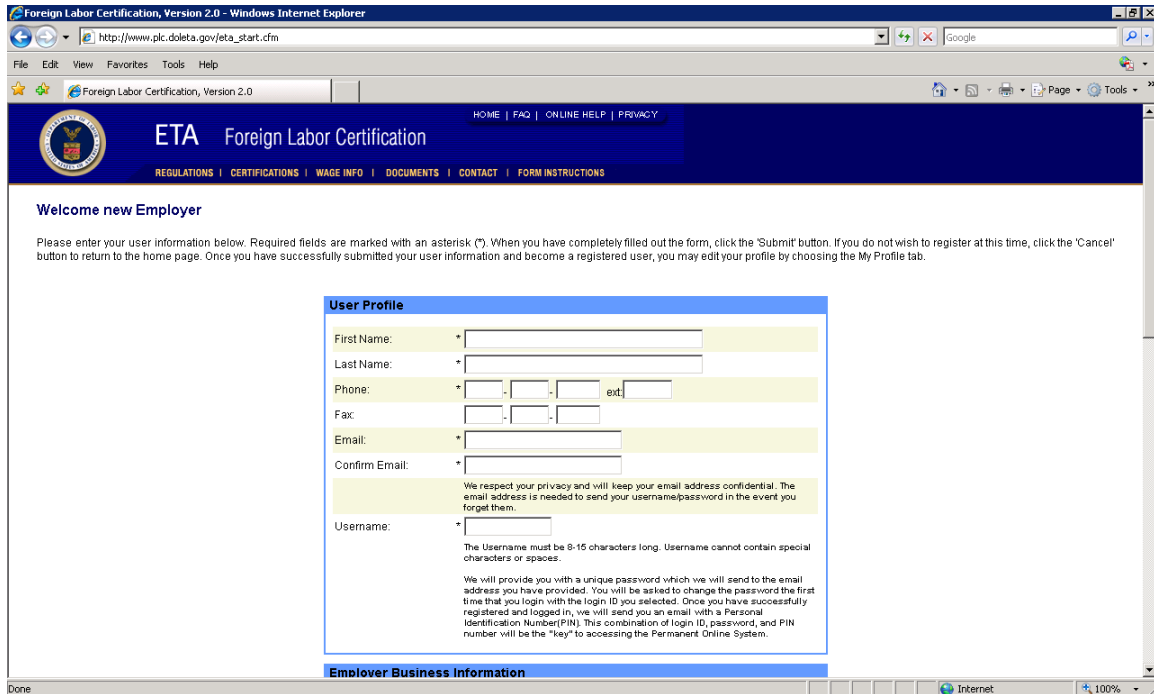 Foreign Labor Certification, Version 2.0 - Windows Internet Explorer
http://www.plc.doleta.gov/eta_start.cfm
Google
File Edit View Favorites Tools Help
Foreign Labor Certification, Version 2.0
Page Tools »
HOME | FAQ | ONLINE HELP | PRIVACY
ETA Foreign Labor Certification
REGULATIONS | CERTIFICATIONS | WAGE INFO | DOCUMENTS | CONTACT | FORM INSTRUCTIONS
Welcome new Employer
Please enter your user information below. Required fields are marked with an asterisk (*). When you have completely filled out the form, click the 'Submit' button. If you do not wish to register at this time, click the 'Cancel'
button to return to the home page. Once you have successfully submitted your user information and become a registered user, you may edit your profile by choosing the My Profile tab.
User Profile
First Name: *
Last Name: *
Phone: * - - ext:
Fax: - -
Email: *
Confirm Email: *
We respect your privacy and will keep your email address confidential. The
email address is needed to send your username/password in the event you
forget them.
Username: *
The Username must be 8-15 characters long. Username cannot contain special
characters or spaces.
We will provide you with a unique password which we will send to the email
address you have provided. You will be asked to change the password the first
time that you login with the login ID you selected. Once you have successfully
registered and logged in, we will send you an email with a Personal
Identification Number(PIN). This combination of login ID, password, and PIN
number will be the "key" to accessing the Permanent Online System.
Employer Business Information
Done Internet 100%